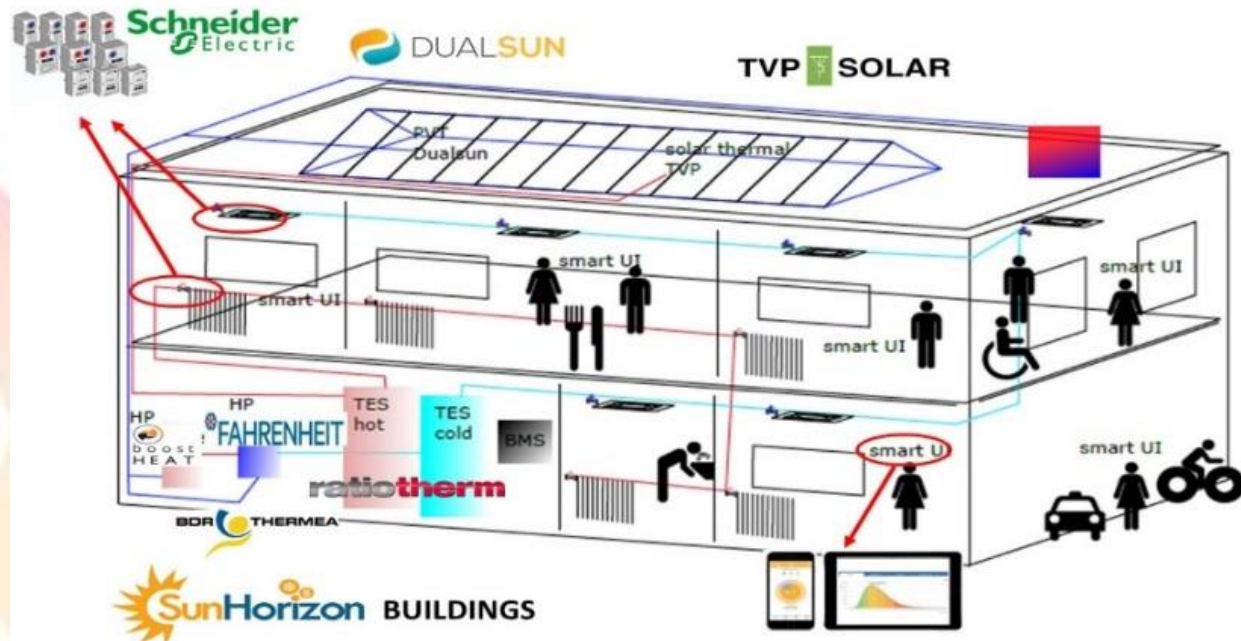 Schneider
Electric
DUALSUN
TVP SOLAR
PVT
Dualsun
solar thermal
TVP
smart UI
smart UI
smart UI
smart UI
HP
boost
HEAT
HP
FAHRENHEIT
TES
hot
TES
cold
BMS
ratiotherm
smart UI
smart UI
BDR THERMEA
SunHorizon BUILDINGS